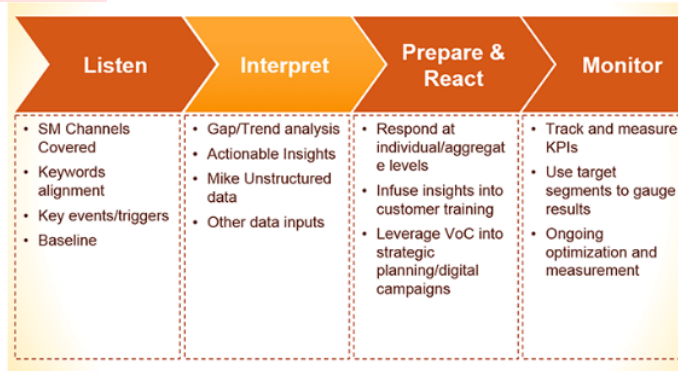 Listen
Interpret
Prepare &
React
Monitor
• SM Channels
Covered
• Keywords
alignment
• Key events/triggers
• Baseline
• Gap/Trend analysis
• Actionable Insights
• Mike Unstructured
data
• Other data inputs
• Respond at
individual/aggregat
e levels
• Infuse insights into
customer training
• Leverage VoC into
strategic
planning/digital
campaigns
• Track and measure
KPIs
• Use target
segments to gauge
results
• Ongoing
optimization and
measurement